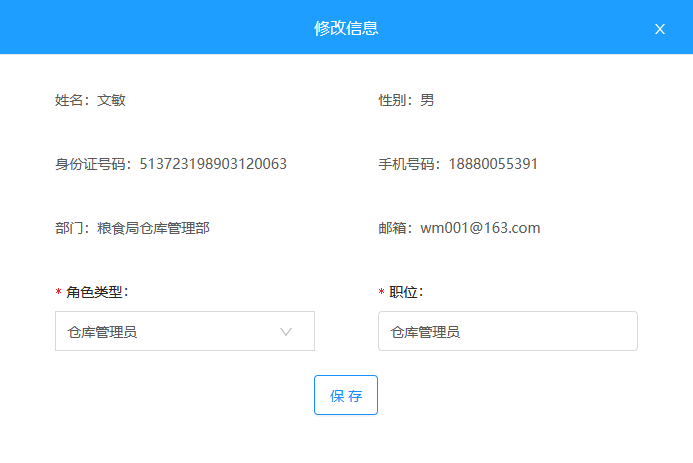 修改信息
姓名：文敏
性别：男
身份证号码：513723198903120063
手机号码：18880055391
部门：粮食局仓库管理部
邮箱：wm001@163.com
* 角色类型：
* 职位：
仓库管理员
仓库管理员
保 存